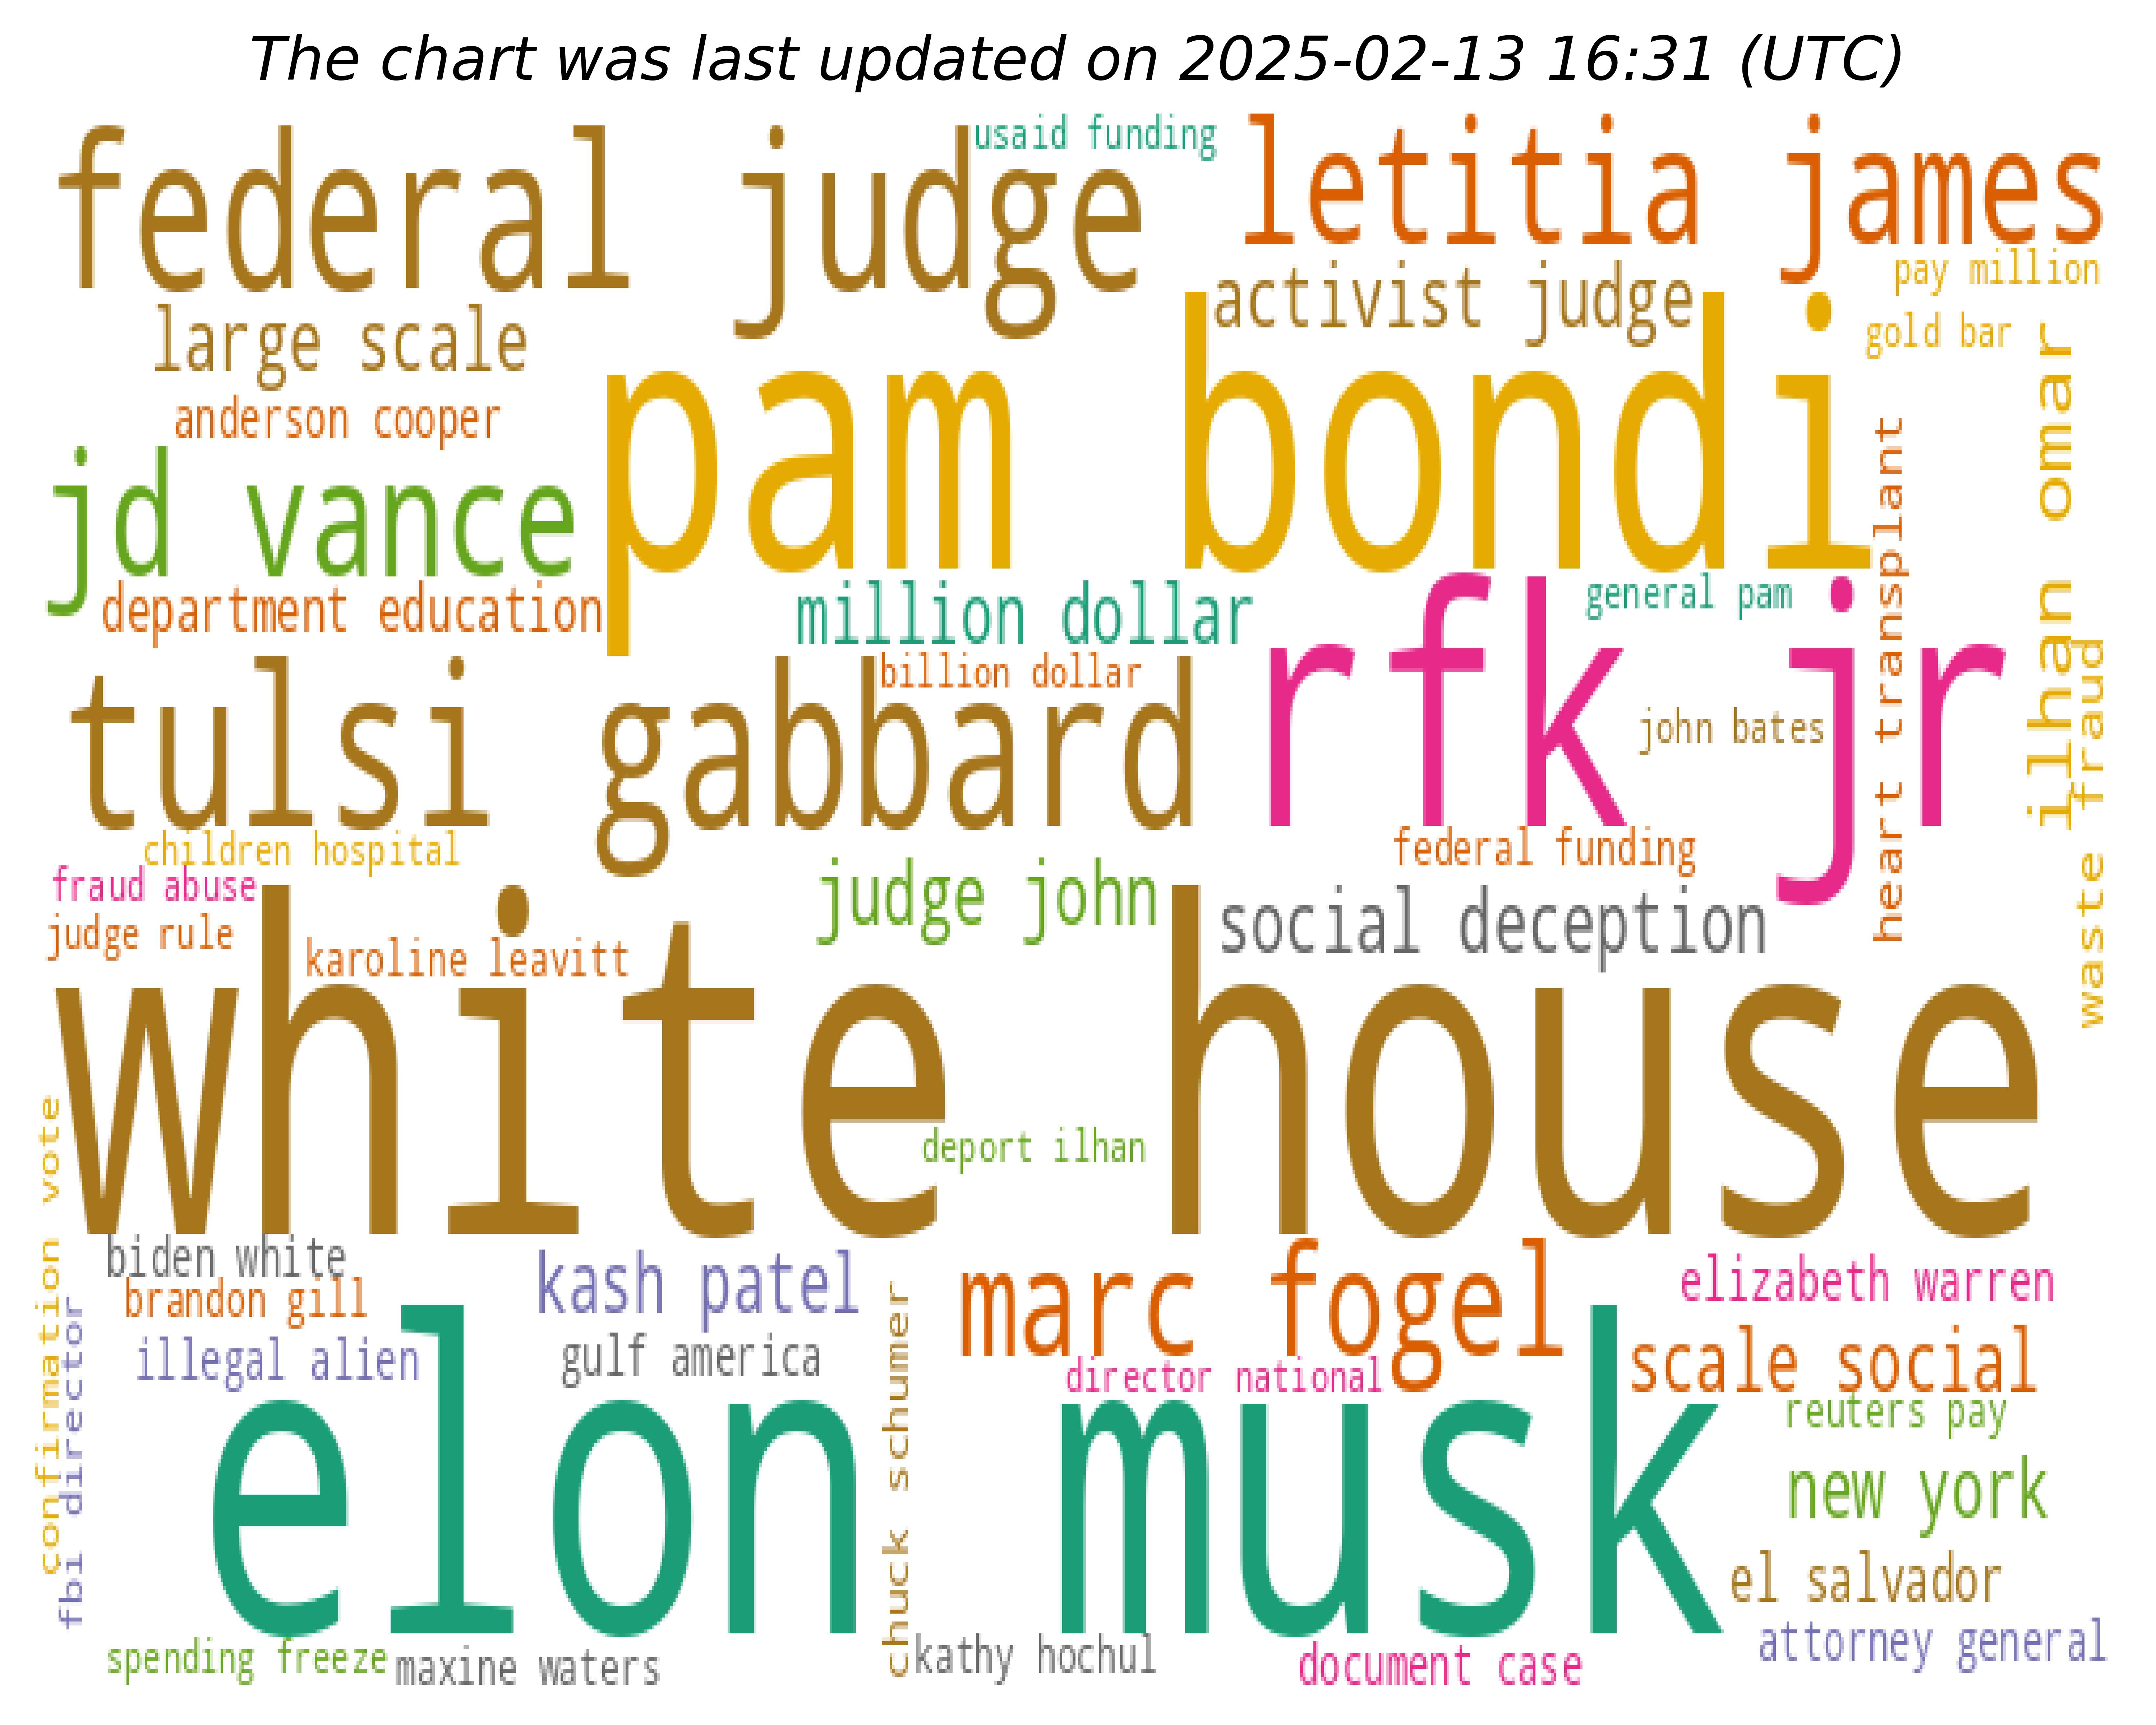 The chart was last updated on 2025-02-13 16:31 (UTC)
federal judge
usaid funding
letitia james
pay million
activist judge
gold bar
large scale
anderson cooper
pam bondi
ilhan omar
heart transplant
jd vance
department education
million dollar
general pam
billion dollar
tulsi gabbard
rfk jr
john bates
waste fraud
children hospital
federal funding
fraud abuse
judge john
social deception
judge rule
karoline leavitt
white house
deport ilhan
confirmation vote
biden white
kash patel
marc fogel
elizabeth warren
brandon gill
illegal alien
gulf america
chuck schumer
director national
scale social
fbi director
elon musk
reuters pay
new york
el salvador
attorney general
spending freeze
maxine waters
kathy hochul
document case